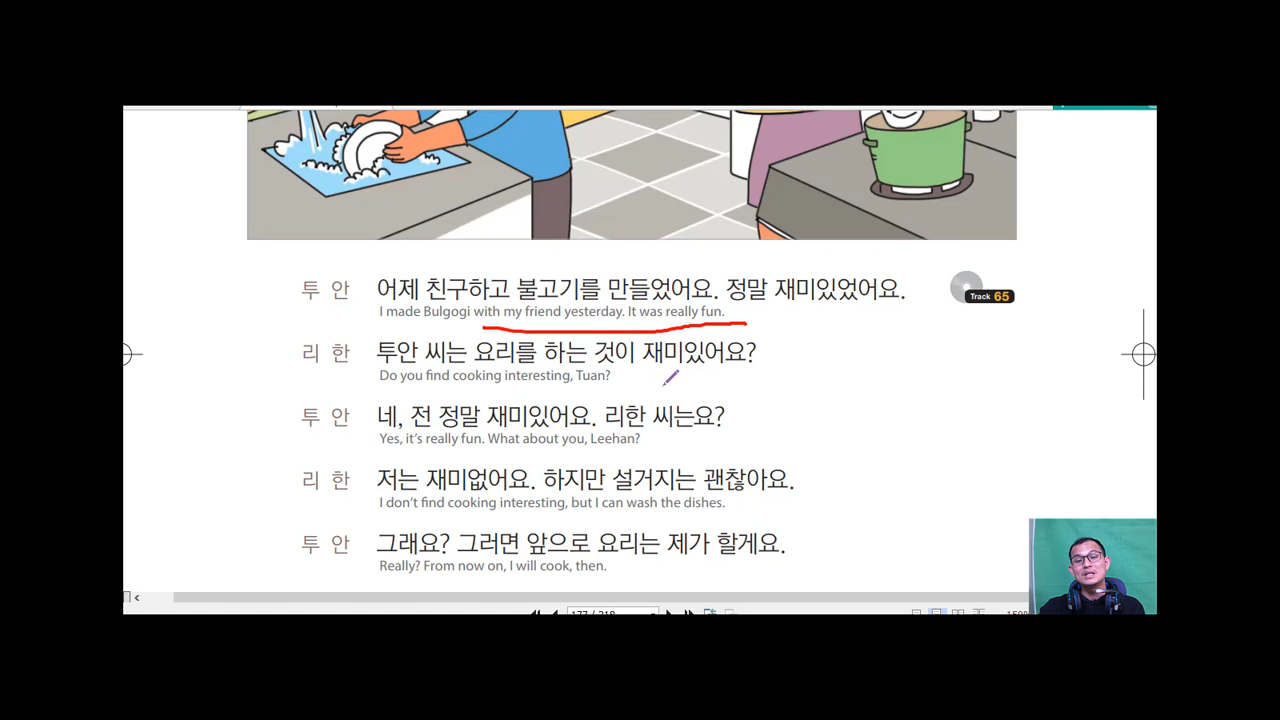 투 안 어제 친구하고 불고기를 만들었어요. 정말 재미있었어요.
I made Bulgogi with my friend yesterday. It was really fun.
Track 65
리 한 투안 씨는 요리를 하는 것이 재미있어요?
Do you find cooking interesting, Tuan?
투 안 네, 전 정말 재미있어요. 리한 씨는요?
Yes, it's really fun. What about you, Leehan?
리 한 저는 재미없어요. 하지만 설거지는 괜찮아요.
I don't find cooking interesting, but I can wash the dishes.
투 안 그래요? 그러면 앞으로 요리는 제가 할게요.
Really? From now on, I will cook, then.